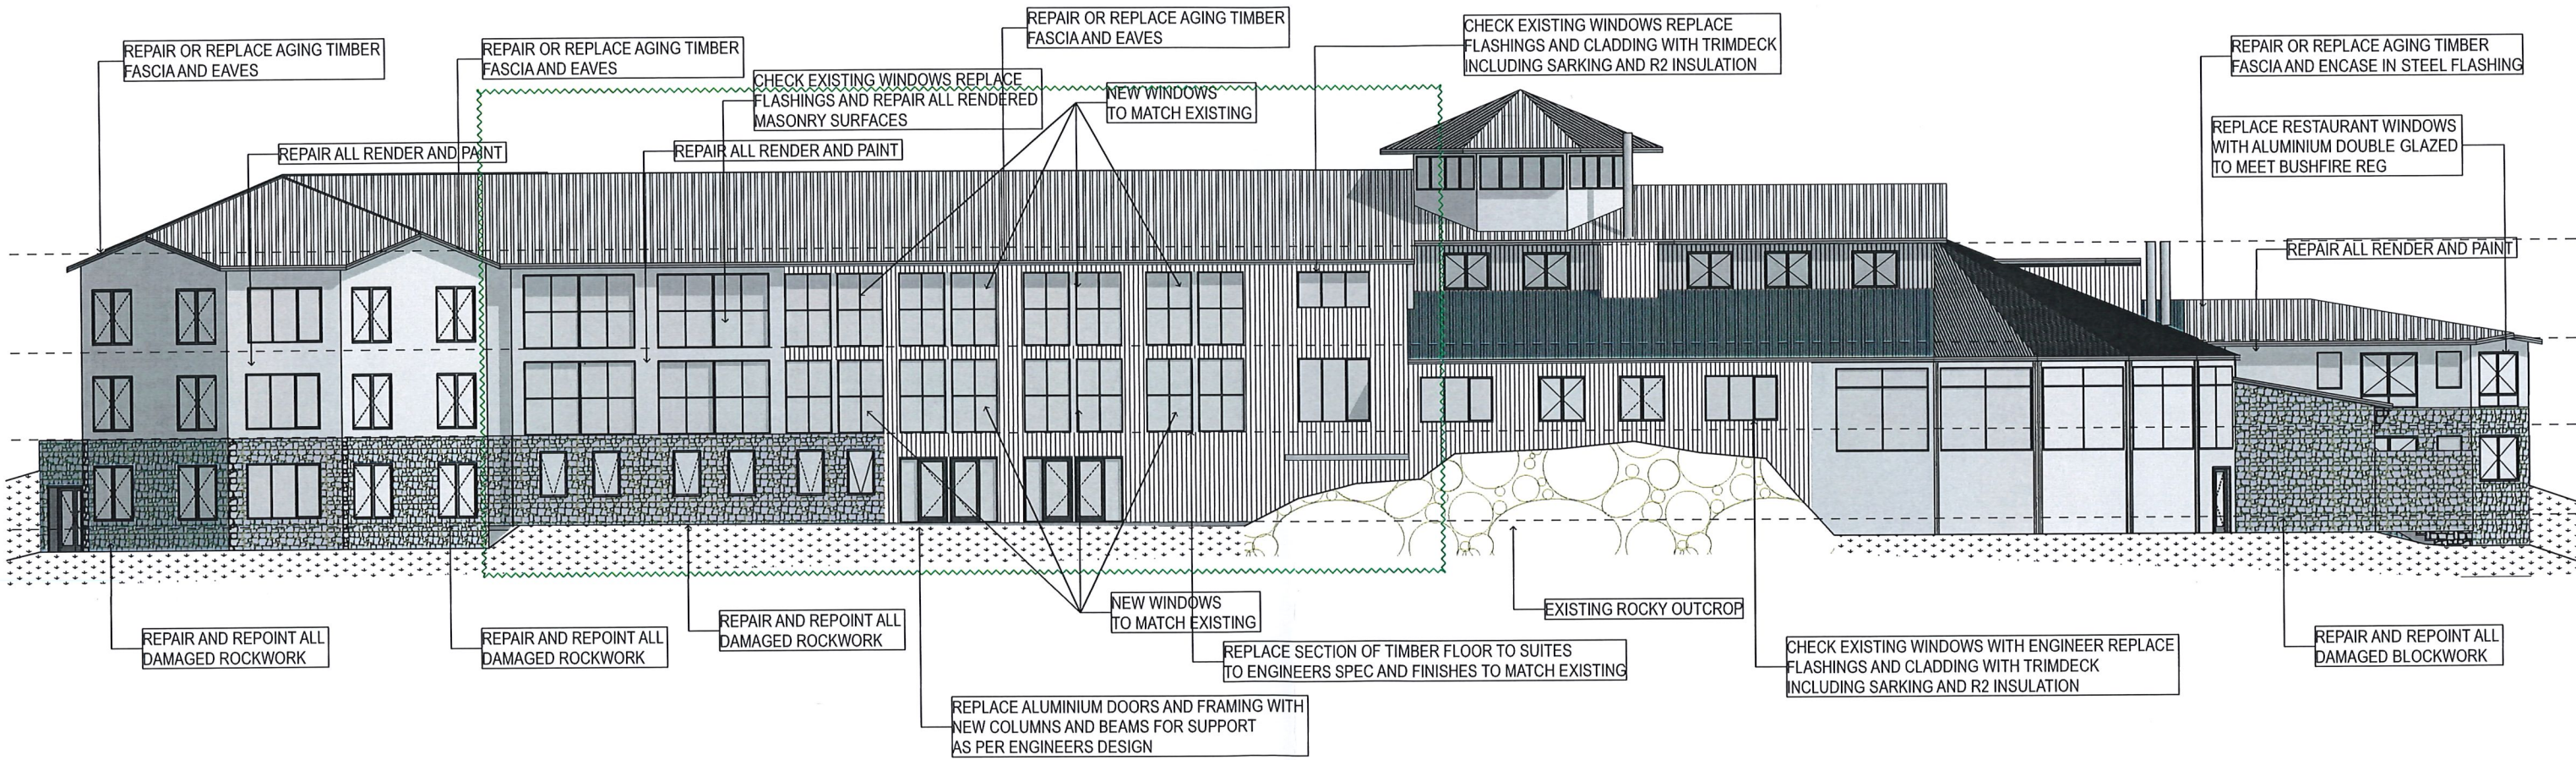 REPAIR OR REPLACE AGING TIMBER
FASCIA AND EAVES
REPAIR OR REPLACE AGING TIMBER
FASCIA AND EAVES
REPAIR OR REPLACE AGING TIMBER
FASCIA AND EAVES
CHECK EXISTING WINDOWS REPLACE
FLASHINGS AND CLADDING WITH TRIMDECK
INCLUDING SARKING AND R2 INSULATION
REPAIR OR REPLACE AGING TIMBER
FASCIA AND ENCASE IN STEEL FLASHING
CHECK EXISTING WINDOWS REPLACE
FLASHINGS AND REPAIR ALL RENDERED
MASONRY SURFACES
NEW WINDOWS
TO MATCH EXISTING
REPLACE RESTAURANT WINDOWS
WITH ALUMINIUM DOUBLE GLAZED
TO MEET BUSHFIRE REG
REPAIR ALL RENDER AND PAINT
REPAIR ALL RENDER AND PAINT
REPAIR ALL RENDER AND PAINT
NEW WINDOWS
TO MATCH EXISTING
EXISTING ROCKY OUTCROP
REPAIR AND REPOINT ALL
DAMAGED ROCKWORK
REPAIR AND REPOINT ALL
DAMAGED ROCKWORK
REPAIR AND REPOINT ALL
DAMAGED ROCKWORK
REPLACE SECTION OF TIMBER FLOOR TO SUITES
TO ENGINEERS SPEC AND FINISHES TO MATCH EXISTING
CHECK EXISTING WINDOWS WITH ENGINEER REPLACE
FLASHINGS AND CLADDING WITH TRIMDECK
INCLUDING SARKING AND R2 INSULATION
REPAIR AND REPOINT ALL
DAMAGED BLOCKWORK
REPLACE ALUMINIUM DOORS AND FRAMING WITH
NEW COLUMNS AND BEAMS FOR SUPPORT
AS PER ENGINEERS DESIGN